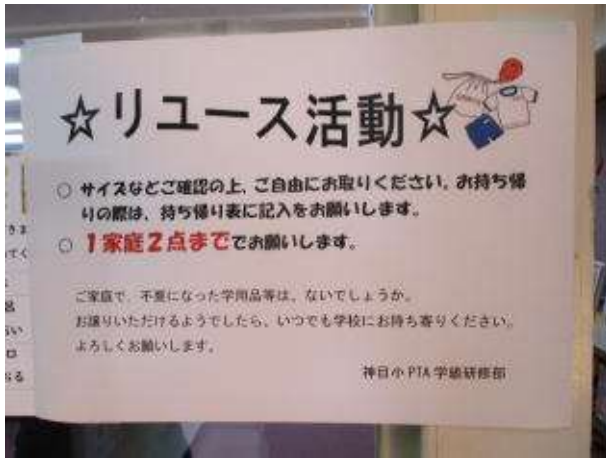 ☆リユース活動☆
○ サイズなどご確認の上、ご自由にお取りください。お持ち帰
りの際は、持ち帰り表に記入をお願いします。
○ 1家庭2点まででお願いします。
ご家庭で、不要になった学用品等は、ないでしょうか。
お譲りいただけるようでしたら、いつでも学校にお持ち寄りください。
よろしくお願いします。
神目小 PTA 学級研修部